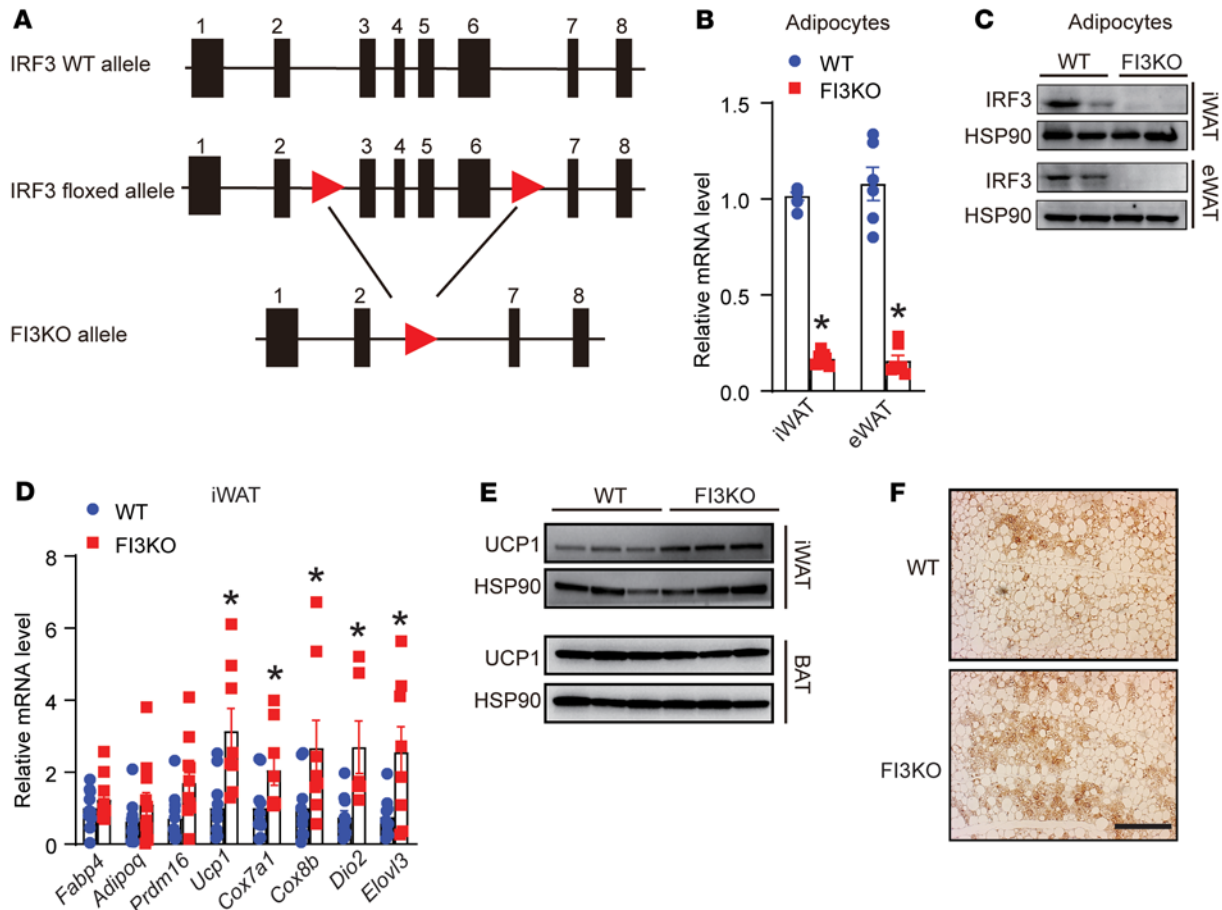 A
1 2 3 4 5 6 7 8
IRF3 WT allele
1 2 3 4 5 6 7 8
IRF3 floxed allele
1 2 7 8
FI3KO allele
B
Adipocytes
WT
FI3KO
Relative mRNA level
1.5
1.0
0.5
0.0
* *
iWAT eWAT
C
Adipocytes
WT FI3KO
IRF3
HSP90
iWAT
IRF3
HSP90
eWAT
D
iWAT
WT
FI3KO
Relative mRNA level
8
6
4
2
0
* * * * *
Fabp4 Adipoq Prdm16 Ucp1 Cox7a1 Cox8b Dio2 Elovl3
E
WT FI3KO
UCP1
HSP90
iWAT
UCP1
HSP90
BAT
F
WT
FI3KO